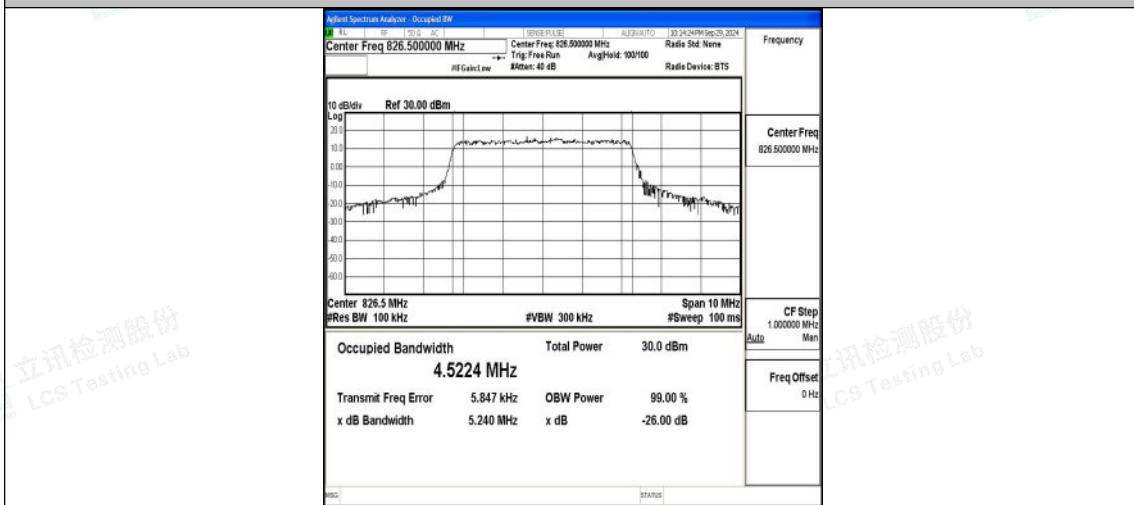 Agilent Spectrum Analyzer - Occupied BW
RL RF 50 Ω AC SENSE:PULSE ALIGNAUTO 10:14:24 PM Sep 29, 2024
Center Freq 826.500000 MHz
Center Freq: 826.500000 MHz
Radio Std: None
Trig: Free Run Avg|Hold: 100/100
#IFGain:Low #Atten: 40 dB Radio Device: BTS
Frequency
10 dB/div Ref 30.00 dBm
Log
20.0
10.0
0.00
-10.0
-20.0
-30.0
-40.0
-50.0
-60.0
Center 826.5 MHz Span 10 MHz
#Res BW 100 kHz #VBW 300 kHz #Sweep 100 ms
Occupied Bandwidth Total Power 30.0 dBm
4.5224 MHz
Transmit Freq Error 5.847 kHz OBW Power 99.00 %
x dB Bandwidth 5.240 MHz x dB -26.00 dB
Center Freq
826.500000 MHz
CF Step
1.000000 MHz
Auto Man
Freq Offset
0 Hz
MSG STATUS
立讯检测股份
LCS Testing Lab
立讯检测股份
LCS Testing Lab